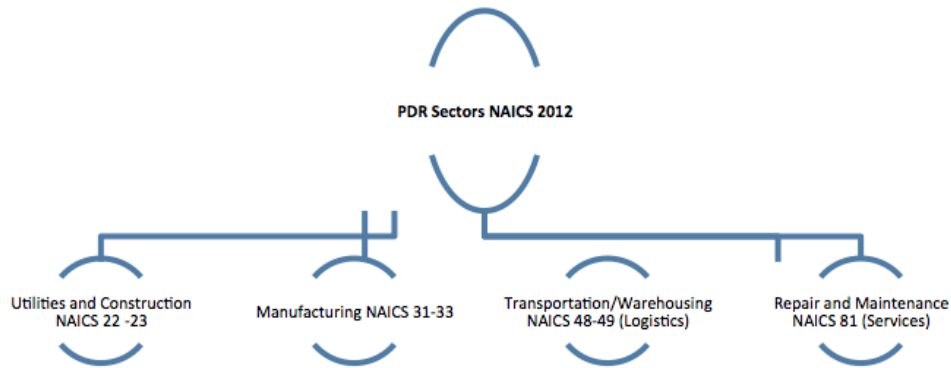 PDR Sectors NAICS 2012
Utilities and Construction
NAICS 22 -23
Manufacturing NAICS 31-33
Transportation/Warehousing
NAICS 48-49 (Logistics)
Repair and Maintenance
NAICS 81 (Services)